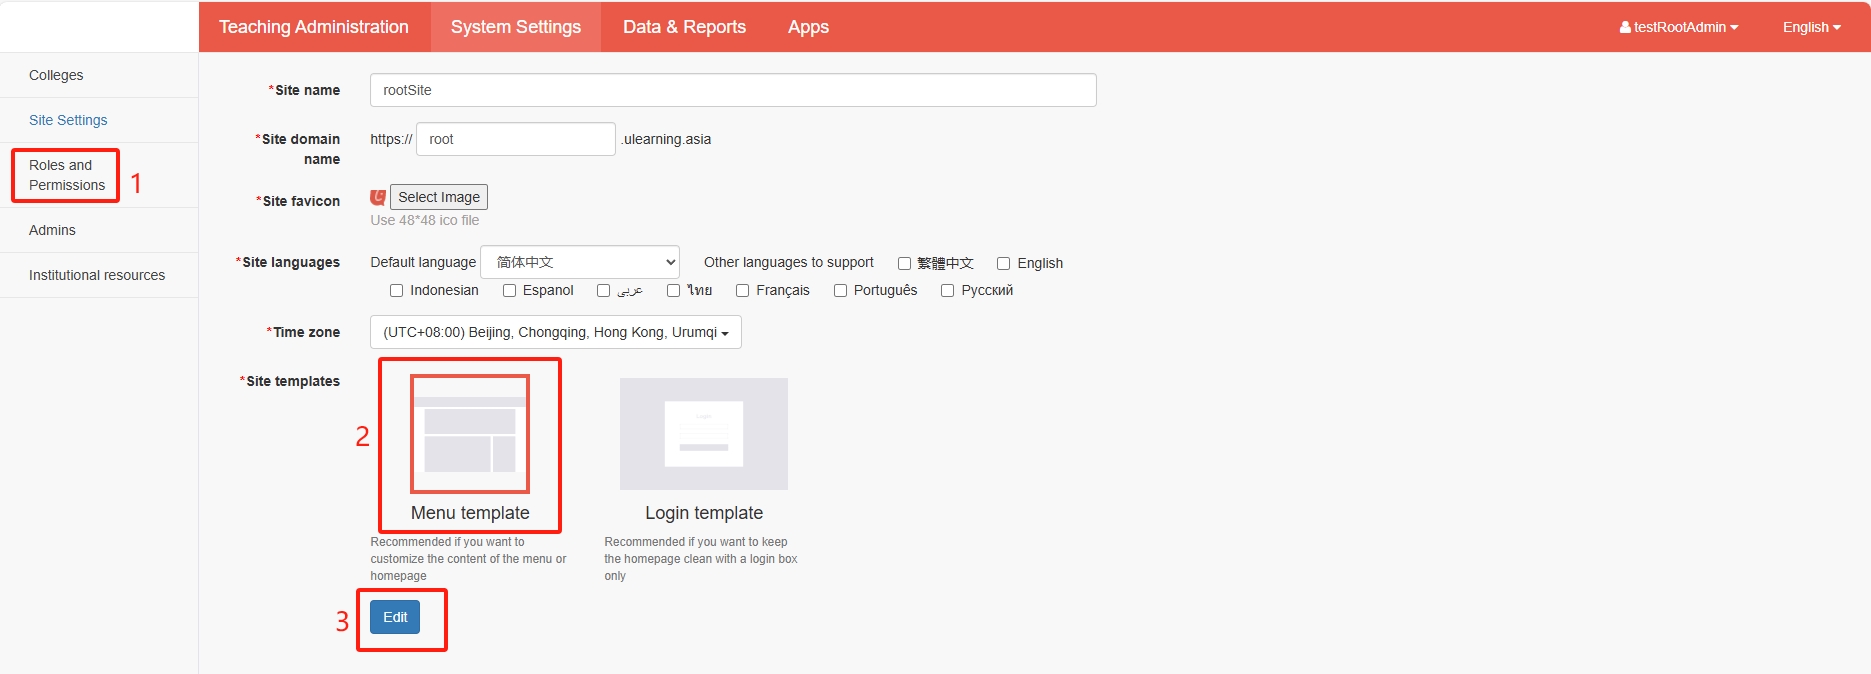 Teaching Administration System Settings Data & Reports Apps testRootAdmin English
Colleges
Site Settings
Roles and
Permissions
1
Admins
Institutional resources
*Site name rootSite
*Site domain
name
https:// root .ulearning.asia
*Site favicon Select Image
Use 48*48 ico file
*Site languages Default language 简体中文 Other languages to support 繁體中文 English
Indonesian Espanol عربى ไทย Français Português Русский
*Time zone (UTC+08:00) Beijing, Chongqing, Hong Kong, Urumqi
*Site templates
2
Menu template
Recommended if you want to
customize the content of the menu or
homepage
Login template
Recommended if you want to keep
the homepage clean with a login box
only
3
Edit